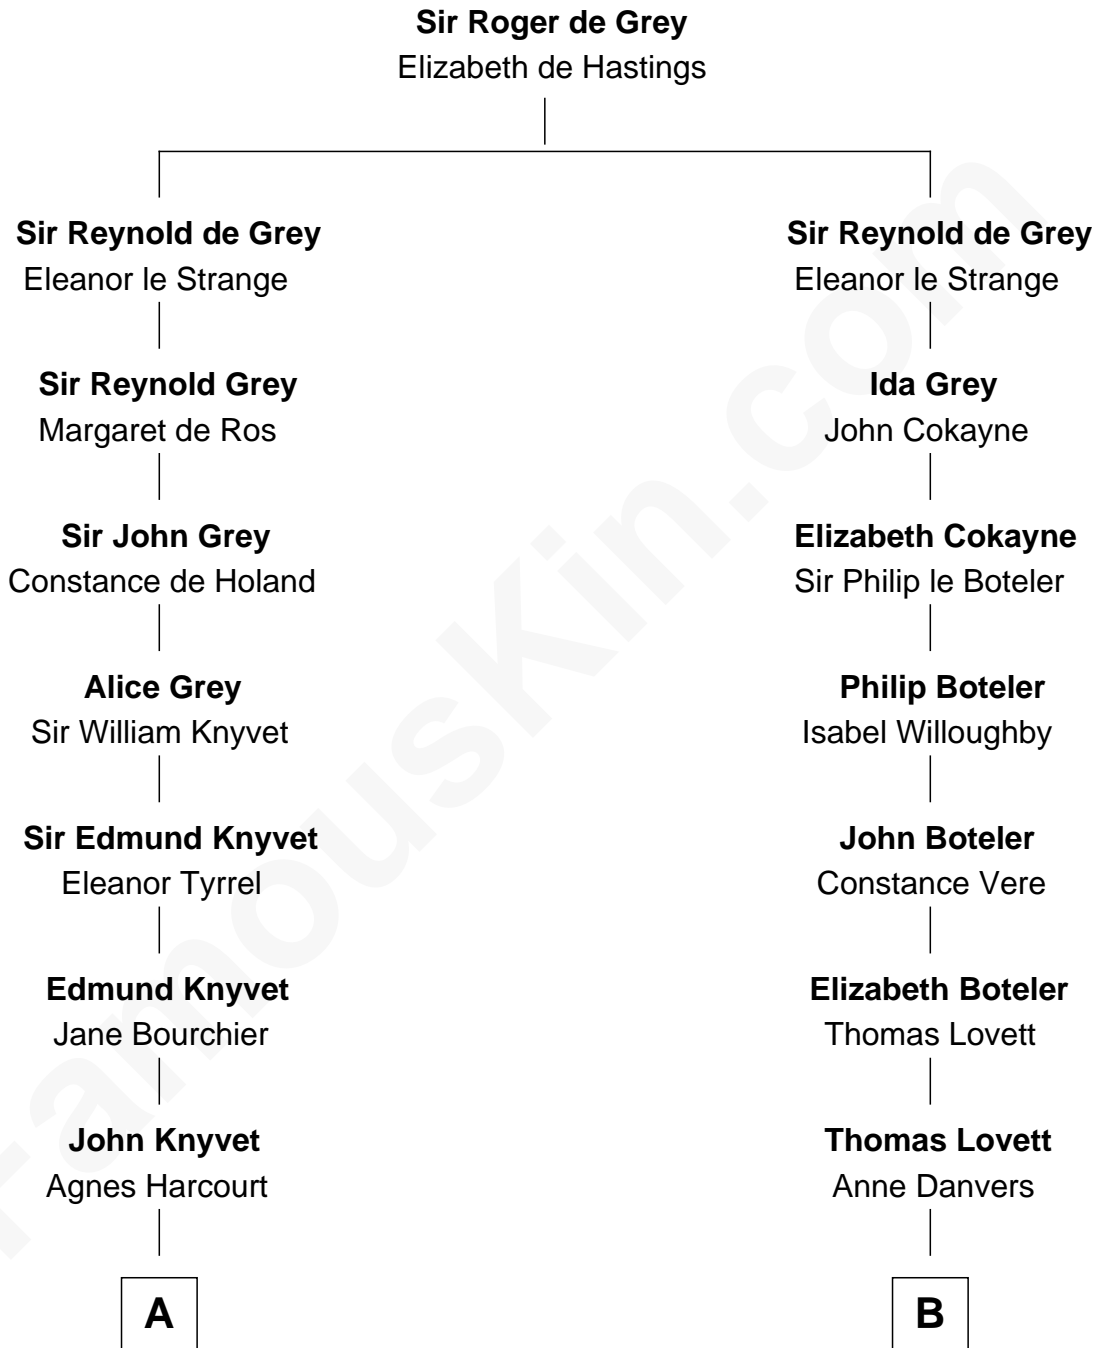 Sir Roger de Grey
Elizabeth de Hastings
Sir Reynold de Grey
Eleanor le Strange
Sir Reynold de Grey
Eleanor le Strange
Sir Reynold Grey
Margaret de Ros
Ida Grey
John Cokayne
Sir John Grey
Constance de Holand
Elizabeth Cokayne
Sir Philip le Boteler
Alice Grey
Sir William Knyvet
Philip Boteler
Isabel Willoughby
Sir Edmund Knyvet
Eleanor Tyrrel
John Boteler
Constance Vere
Edmund Knyvet
Jane Bourchier
Elizabeth Boteler
Thomas Lovett
John Knyvet
Agnes Harcourt
Thomas Lovett
Anne Danvers
A
B
FamousKin.com